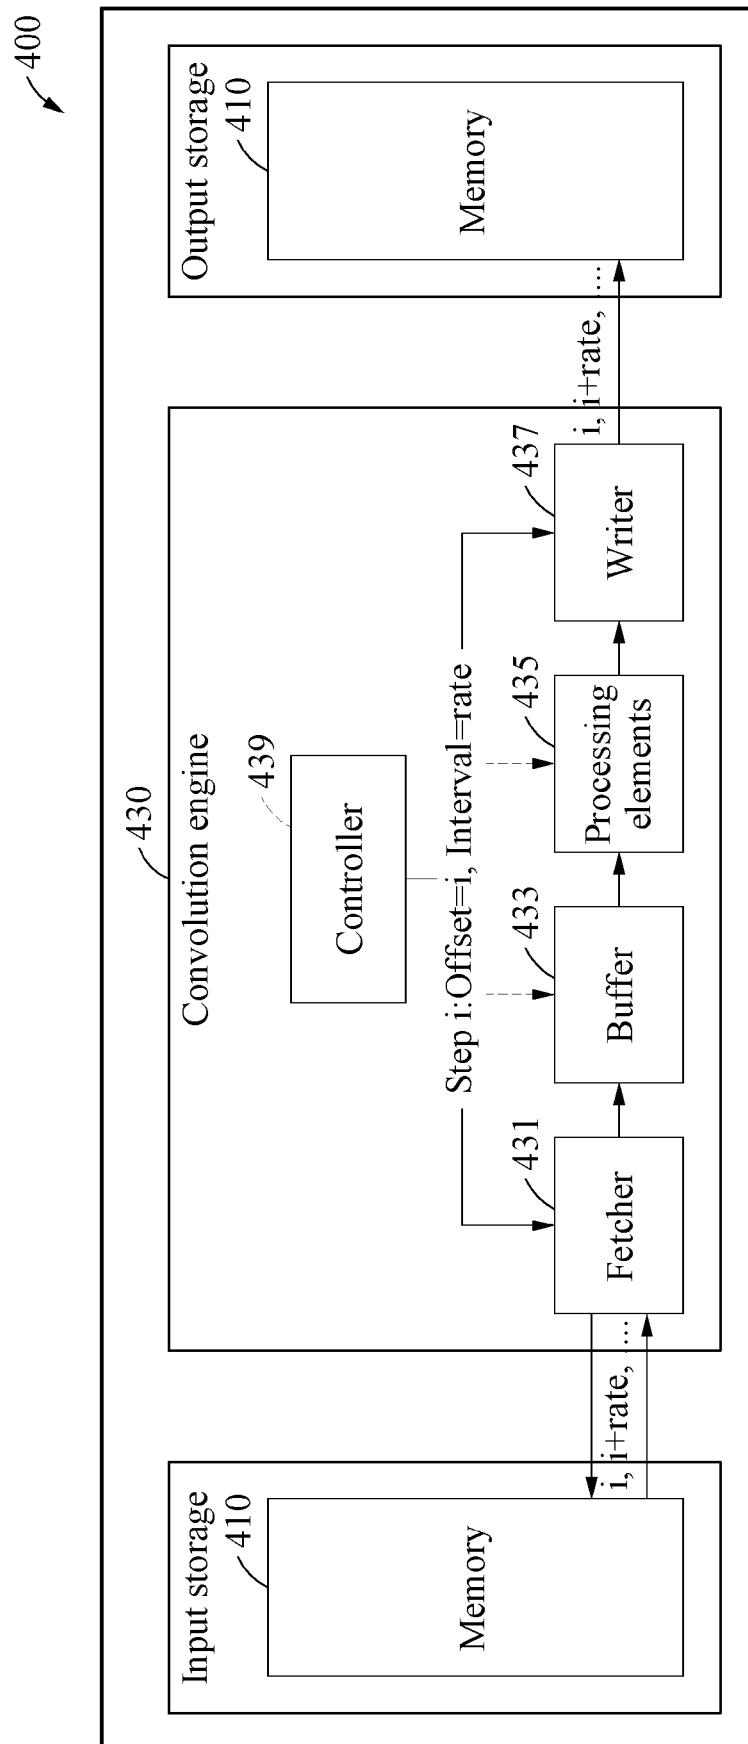 400
Input storage
410
Memory
i, i+rate, ....
430
Convolution engine
439
Controller
Step i:Offset=i, Interval=rate
431
Fetcher
433
Buffer
435
Processing
elements
437
Writer
i, i+rate, ....
Output storage
410
Memory